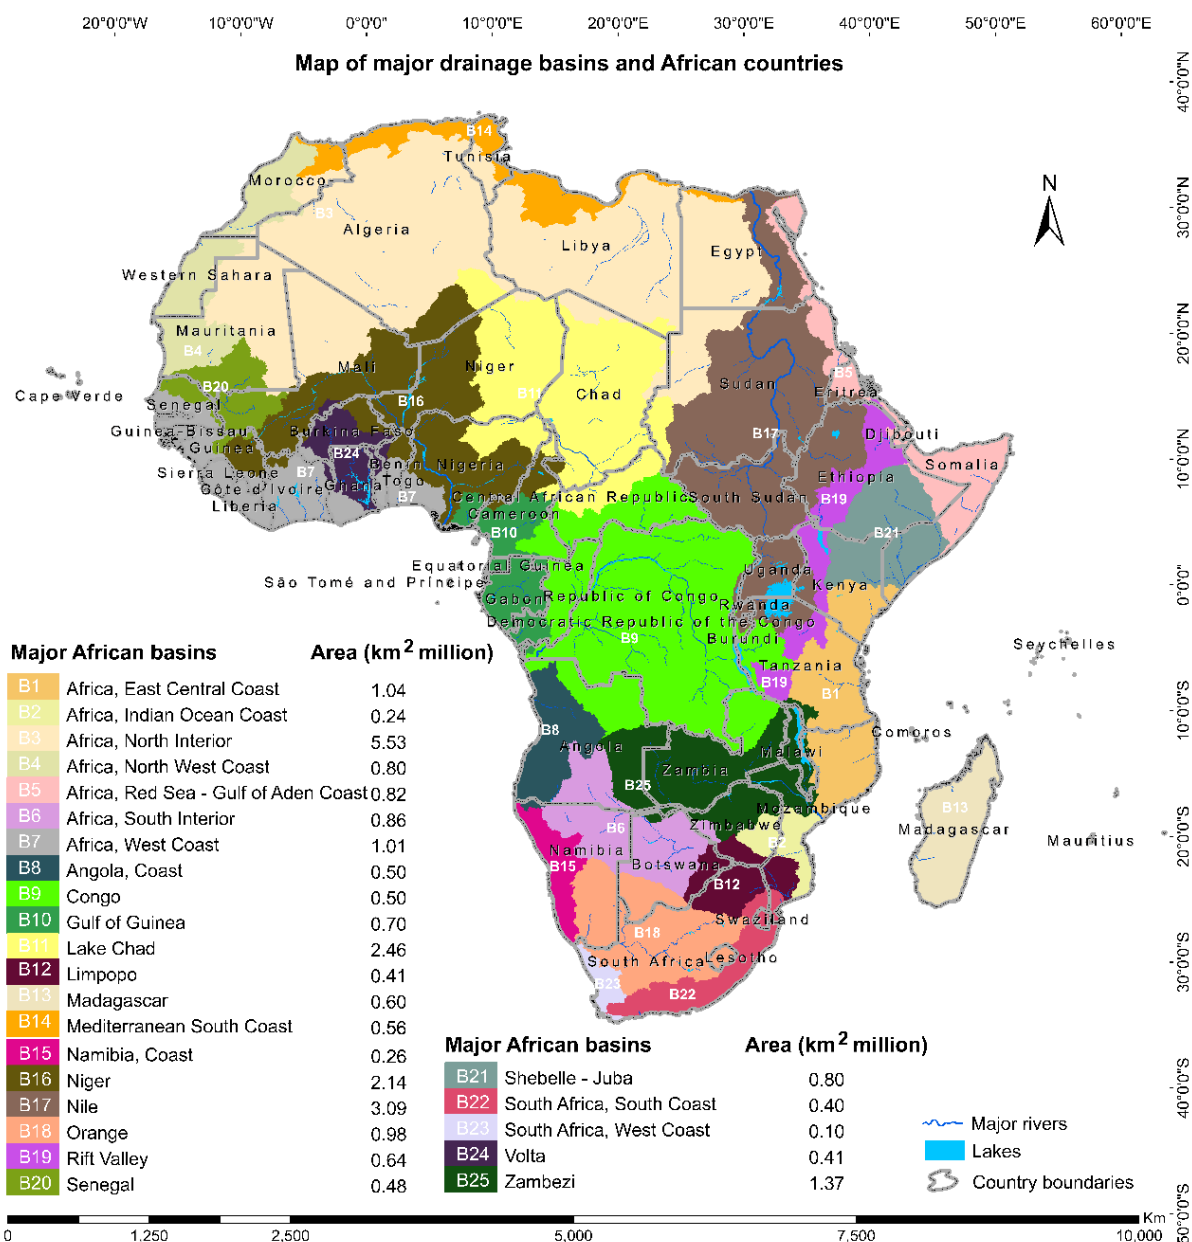 20°0'0"W 10°0'0"W 0°0'0" 10°0'0"E 20°0'0"E 30°0'0"E 40°0'0"E 50°0'0"E 60°0'0"E
Map of major drainage basins and African countries
40°0'0"N
30°0'0"N
20°0'0"N
10°0'0"N
0°0'0"
10°0'0"S
20°0'0"S
30°0'0"S
40°0'0"S
50°0'0"S
N
B14
Tunisia
Morocco
B3
Algeria
Libya
Egypt
Western Sahara
Mauritania
B4
Mali
Niger
B11
Chad
Sudan
B5
Eritrea
Cape Verde
B20
Senegal
B16
Guinea-Bissau
Guinea
Burkina Faso
B17
Djibouti
B24
Benin
Nigeria
Somalia
Sierra Leone
B7
Togo
Ethiopia
Côte d'Ivoire
Ghana
B7
Central African Republic
South Sudan
B19
Liberia
Cameroon
B10
B21
Equatorial Guinea
Uganda
São Tomé and Príncipe
Kenya
Gabon
Republic of Congo
Rwanda
Democratic Republic of the Congo
B9
Burundi
Seychelles
Tanzania
B19
B1
B8
Angola
Comoros
Malawi
Zambia
B25
Mozambique
B13
Madagascar
Mauritius
B6
Zimbabwe
B2
Namibia
B15
Botswana
B12
Swaziland
B18
South Africa
Lesotho
B23
B22
Major African basins Area (km2 million)
B1 Africa, East Central Coast 1.04
B2 Africa, Indian Ocean Coast 0.24
B3 Africa, North Interior 5.53
B4 Africa, North West Coast 0.80
B5 Africa, Red Sea - Gulf of Aden Coast 0.82
B6 Africa, South Interior 0.86
B7 Africa, West Coast 1.01
B8 Angola, Coast 0.50
B9 Congo 0.50
B10 Gulf of Guinea 0.70
B11 Lake Chad 2.46
B12 Limpopo 0.41
B13 Madagascar 0.60
B14 Mediterranean South Coast 0.56
B15 Namibia, Coast 0.26
B16 Niger 2.14
B17 Nile 3.09
B18 Orange 0.98
B19 Rift Valley 0.64
B20 Senegal 0.48
Major African basins Area (km2 million)
B21 Shebelle - Juba 0.80
B22 South Africa, South Coast 0.40
B23 South Africa, West Coast 0.10
B24 Volta 0.41
B25 Zambezi 1.37
Major rivers
Lakes
Country boundaries
Km
0 1,250 2,500 5,000 7,500 10,000